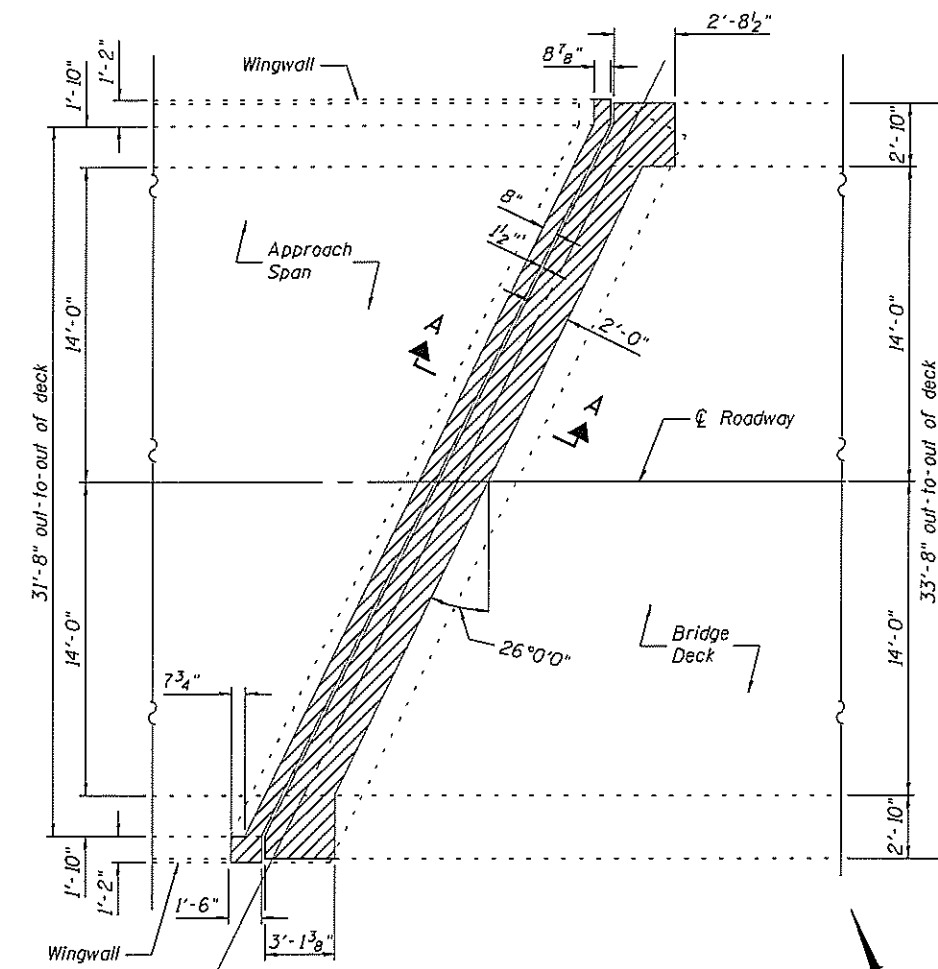 2'-8½"
8⅞"
1'-2"
1'-10"
Wingwall
2'-10"
8"
1½"
Approach
Span
14'-0"
14'-0"
A
2'-0"
A
℄ Roadway
31'-8" out-to-out of deck
33'-8" out-to-out of deck
26°0'0"
Bridge
Deck
14'-0"
14'-0"
7¾"
2'-10"
1'-10"
1'-2"
1'-6"
3'-1⅜"
Wingwall